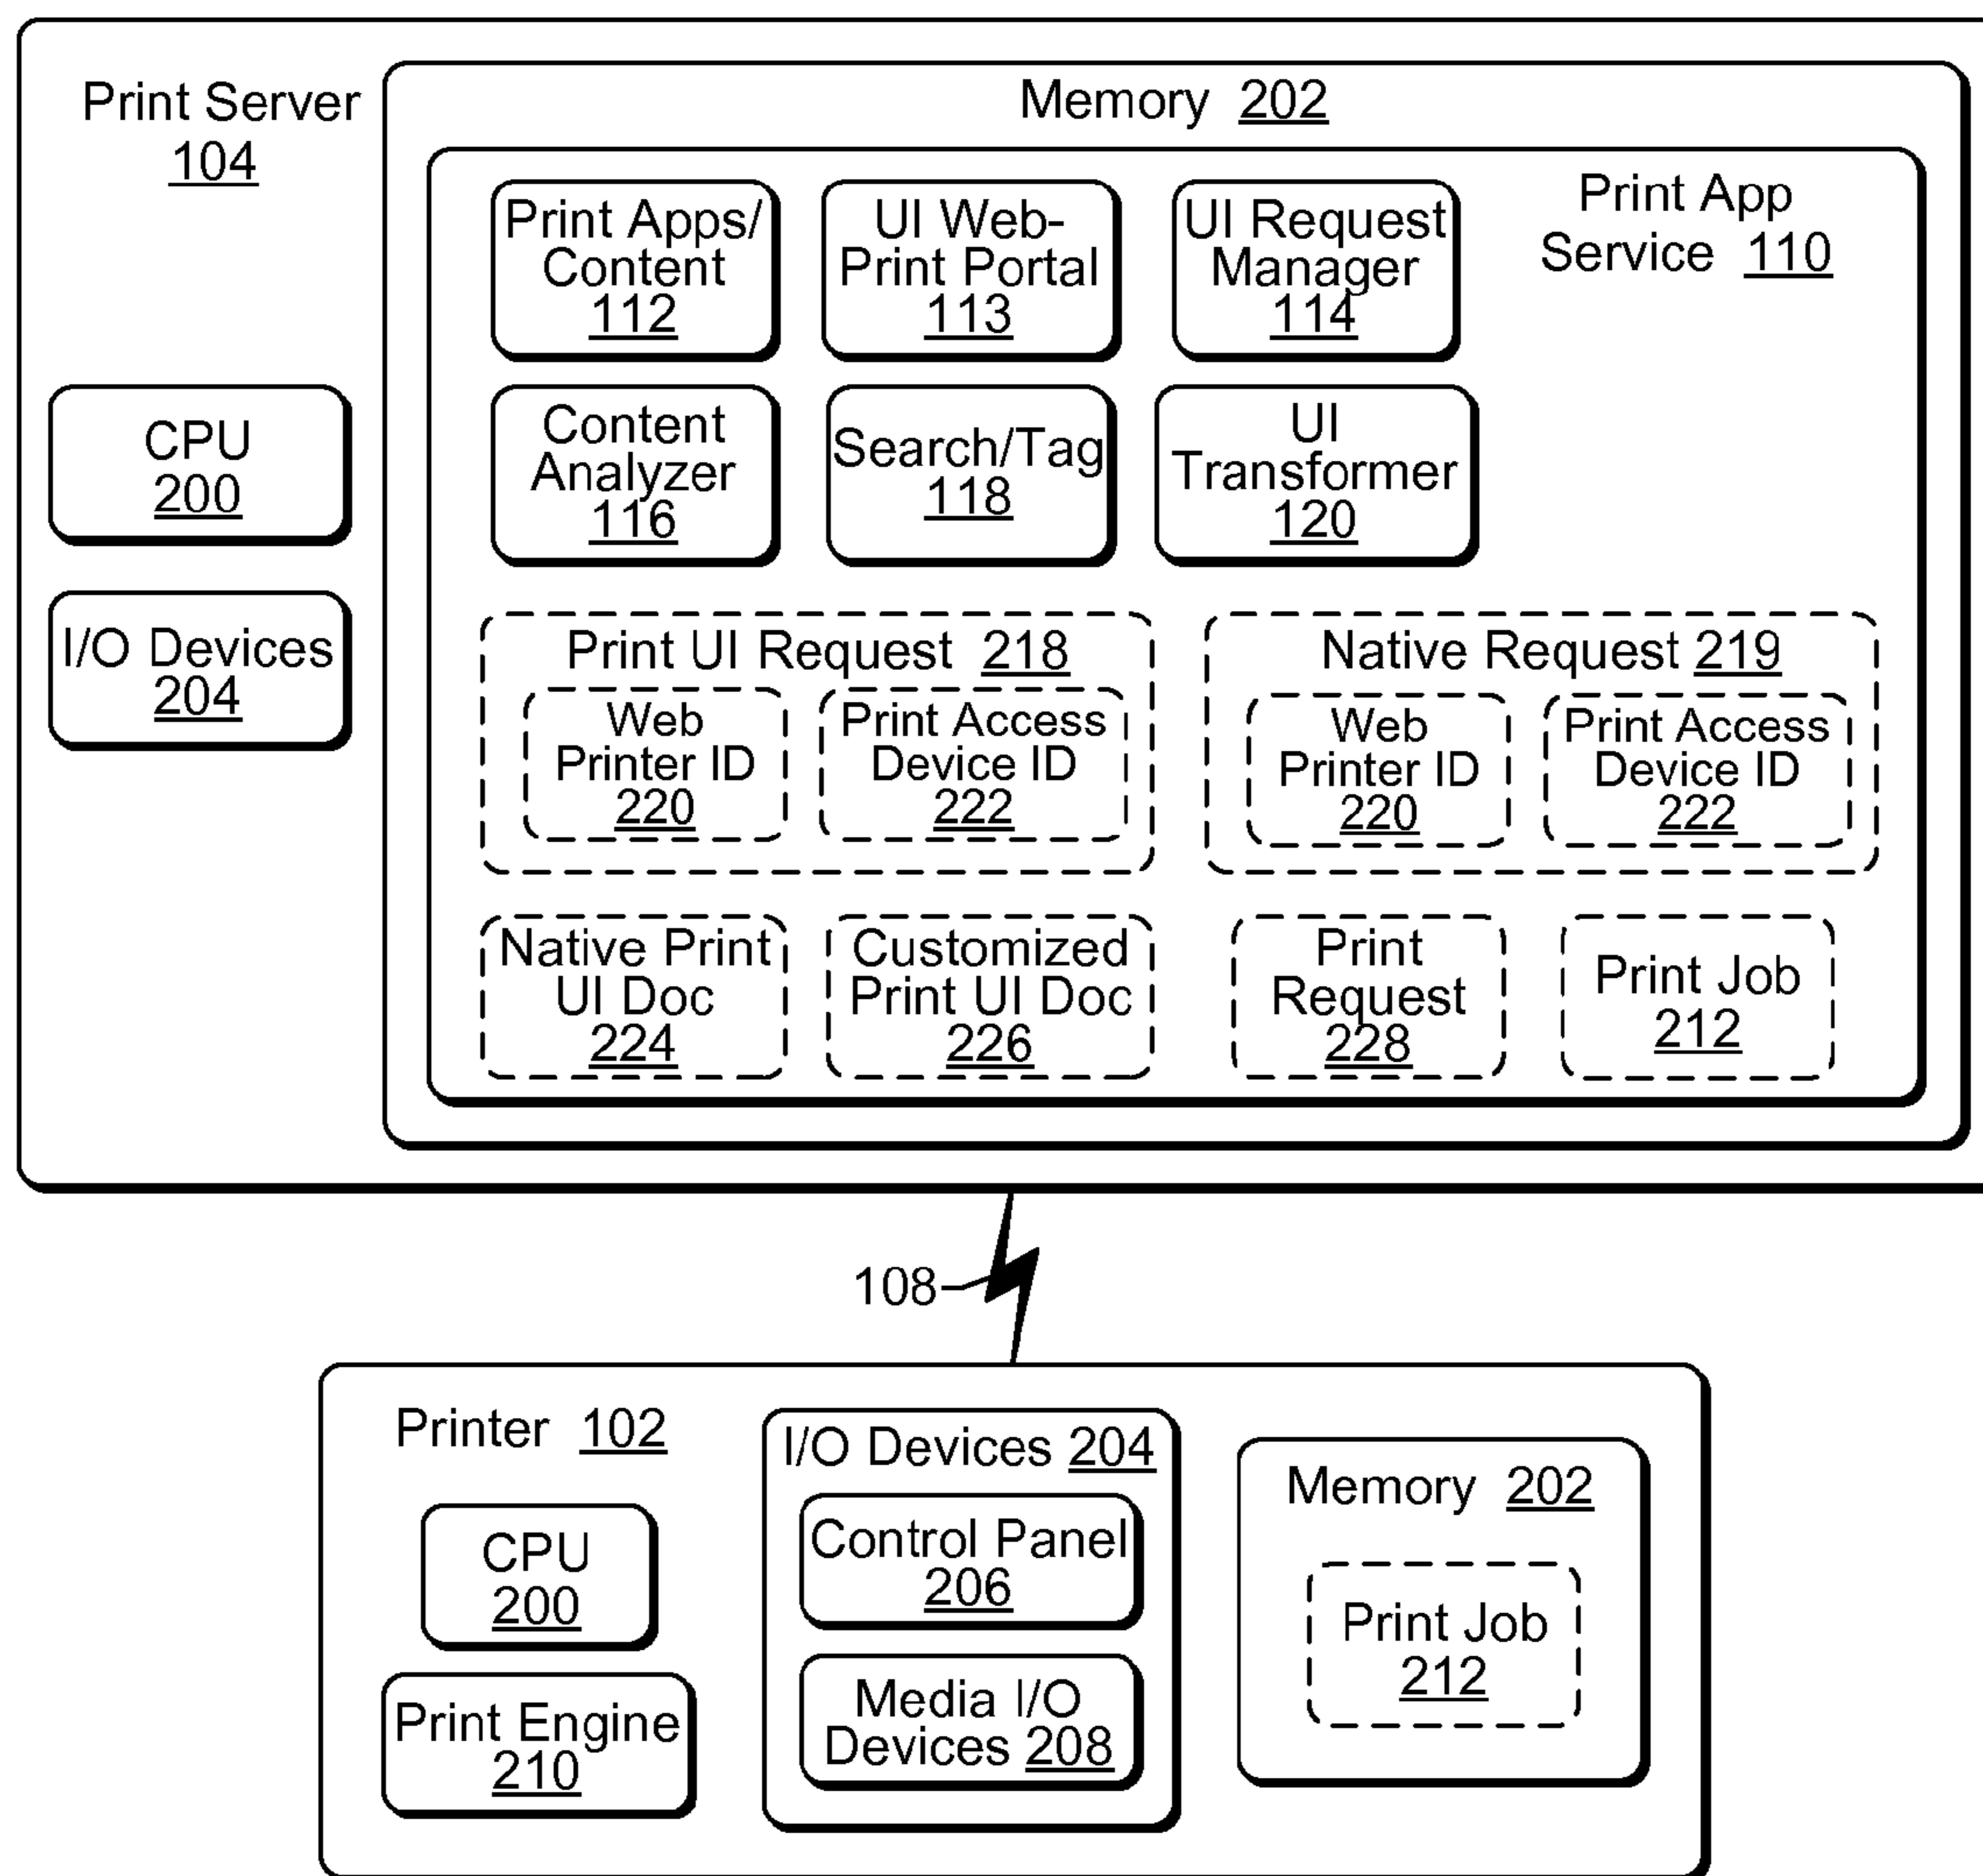 Print Server
104
Memory 202
Print App
Service 110
Print Apps/
Content
112
UI Web-
Print Portal
113
UI Request
Manager
114
Content
Analyzer
116
Search/Tag
118
UI
Transformer
120
CPU
200
I/O Devices
204
Print UI Request 218
Web
Printer ID
220
Print Access
Device ID
222
Native Request 219
Web
Printer ID
220
Print Access
Device ID
222
Native Print
UI Doc
224
Customized
Print UI Doc
226
Print
Request
228
Print Job
212
108
Printer 102
CPU
200
Print Engine
210
I/O Devices 204
Control Panel
206
Media I/O
Devices 208
Memory 202
Print Job
212